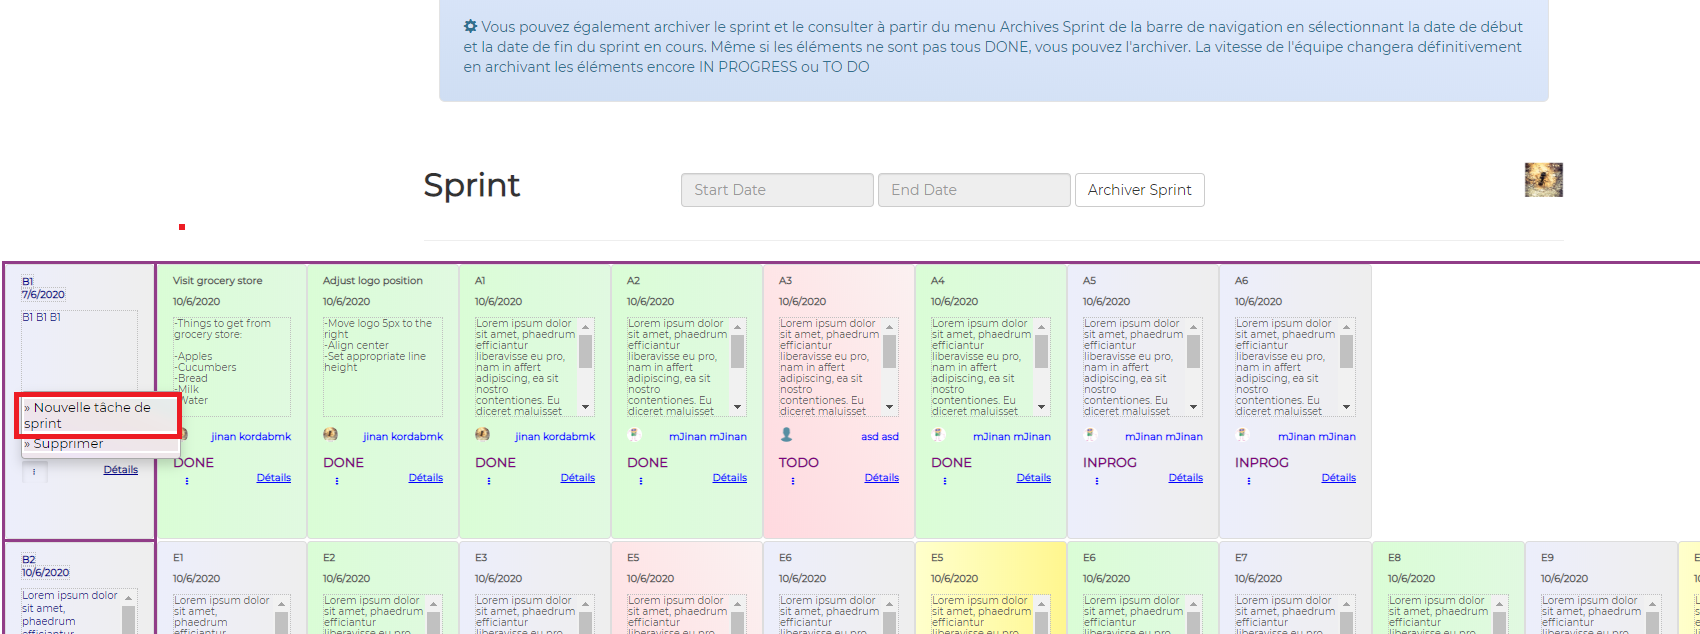 Vous pouvez également archiver le sprint et le consulter à partir du menu Archives Sprint de la barre de navigation en sélectionnant la date de début
et la date de fin du sprint en cours. Même si les éléments ne sont pas tous DONE, vous pouvez l'archiver. La vitesse de l'équipe changera définitivement
en archivant les éléments encore IN PROGRESS ou TO DO
Sprint
Start Date
End Date
Archiver Sprint
B1
7/6/2020
B1 B1 B1
» Nouvelle tâche de
sprint
» Supprimer
Détails
Visit grocery store
10/6/2020
-Things to get from
grocery store:
-Apples
-Cucumbers
-Bread
-Milk
Water
jinan kordabmk
DONE
Détails
Adjust logo position
10/6/2020
-Move logo 5px to the
right
-Align center
-Set appropriate line
height
jinan kordabmk
DONE
Détails
A1
10/6/2020
Lorem ipsum dolor
sit amet, phaedrum
efficiantur
liberavisse eu pro,
nam in affert
adipiscing, ea sit
nostro
contentiones. Eu
diceret maluisset
jinan kordabmk
DONE
Détails
A2
10/6/2020
Lorem ipsum dolor
sit amet, phaedrum
efficiantur
liberavisse eu pro,
nam in affert
adipiscing, ea sit
nostro
contentiones. Eu
diceret maluisset
mJinan mJinan
DONE
Détails
A3
10/6/2020
Lorem ipsum dolor
sit amet, phaedrum
efficiantur
liberavisse eu pro,
nam in affert
adipiscing, ea sit
nostro
contentiones. Eu
diceret maluisset
asd asd
TODO
Détails
A4
10/6/2020
Lorem ipsum dolor
sit amet, phaedrum
efficiantur
liberavisse eu pro,
nam in affert
adipiscing, ea sit
nostro
contentiones. Eu
diceret maluisset
mJinan mJinan
DONE
Détails
A5
10/6/2020
Lorem ipsum dolor
sit amet, phaedrum
efficiantur
liberavisse eu pro,
nam in affert
adipiscing, ea sit
nostro
contentiones. Eu
diceret maluisset
mJinan mJinan
INPROG
Détails
A6
10/6/2020
Lorem ipsum dolor
sit amet, phaedrum
efficiantur
liberavisse eu pro,
nam in affert
adipiscing, ea sit
nostro
contentiones. Eu
diceret maluisset
mJinan mJinan
INPROG
Détails
B2
10/6/2020
Lorem ipsum dolor
sit amet,
phaedrum
efficiantur
E1
10/6/2020
Lorem ipsum dolor
sit amet,
phaedrum
efficiantur
E2
10/6/2020
Lorem ipsum dolor
sit amet, phaedrum
efficiantur
liberavisse eu pro
E3
10/6/2020
Lorem ipsum dolor
sit amet, phaedrum
efficiantur
liberavisse eu pro
E5
10/6/2020
Lorem ipsum dolor
sit amet, phaedrum
efficiantur
liberavisse eu pro
E6
10/6/2020
Lorem ipsum dolor
sit amet, phaedrum
efficiantur
liberavisse eu pro
E5
10/6/2020
Lorem ipsum dolor
sit amet, phaedrum
efficiantur
liberavisse eu pro
E6
10/6/2020
Lorem ipsum dolor
sit amet, phaedrum
efficiantur
liberavisse eu pro
E7
10/6/2020
Lorem ipsum dolor
sit amet, phaedrum
efficiantur
liberavisse eu pro
E8
10/6/2020
Lorem ipsum dolor
sit amet, phaedrum
efficiantur
liberavisse eu pro
E9
10/6/2020
Lorem ipsum dolor
sit amet, phaedrum
efficiantur
liberavisse eu pro